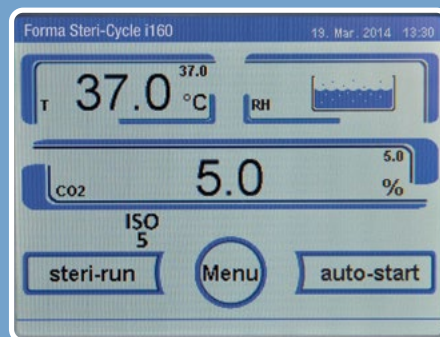 Forma Steri-Cycle i160
19. Mar. 2014 13:30
T 37.0 °C 37.0
RH
CO2 5.0 % 5.0
ISO
5
steri-run
Menu
auto-start